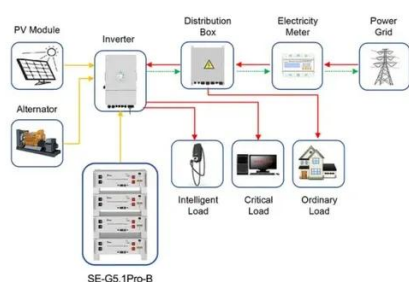 PV Module
Inverter
Distribution
Box
Electricity
Meter
Power
Grid
Alternator
Intelligent
Load
Critical
Load
Ordinary
Load
SE-G5.1Pro-B